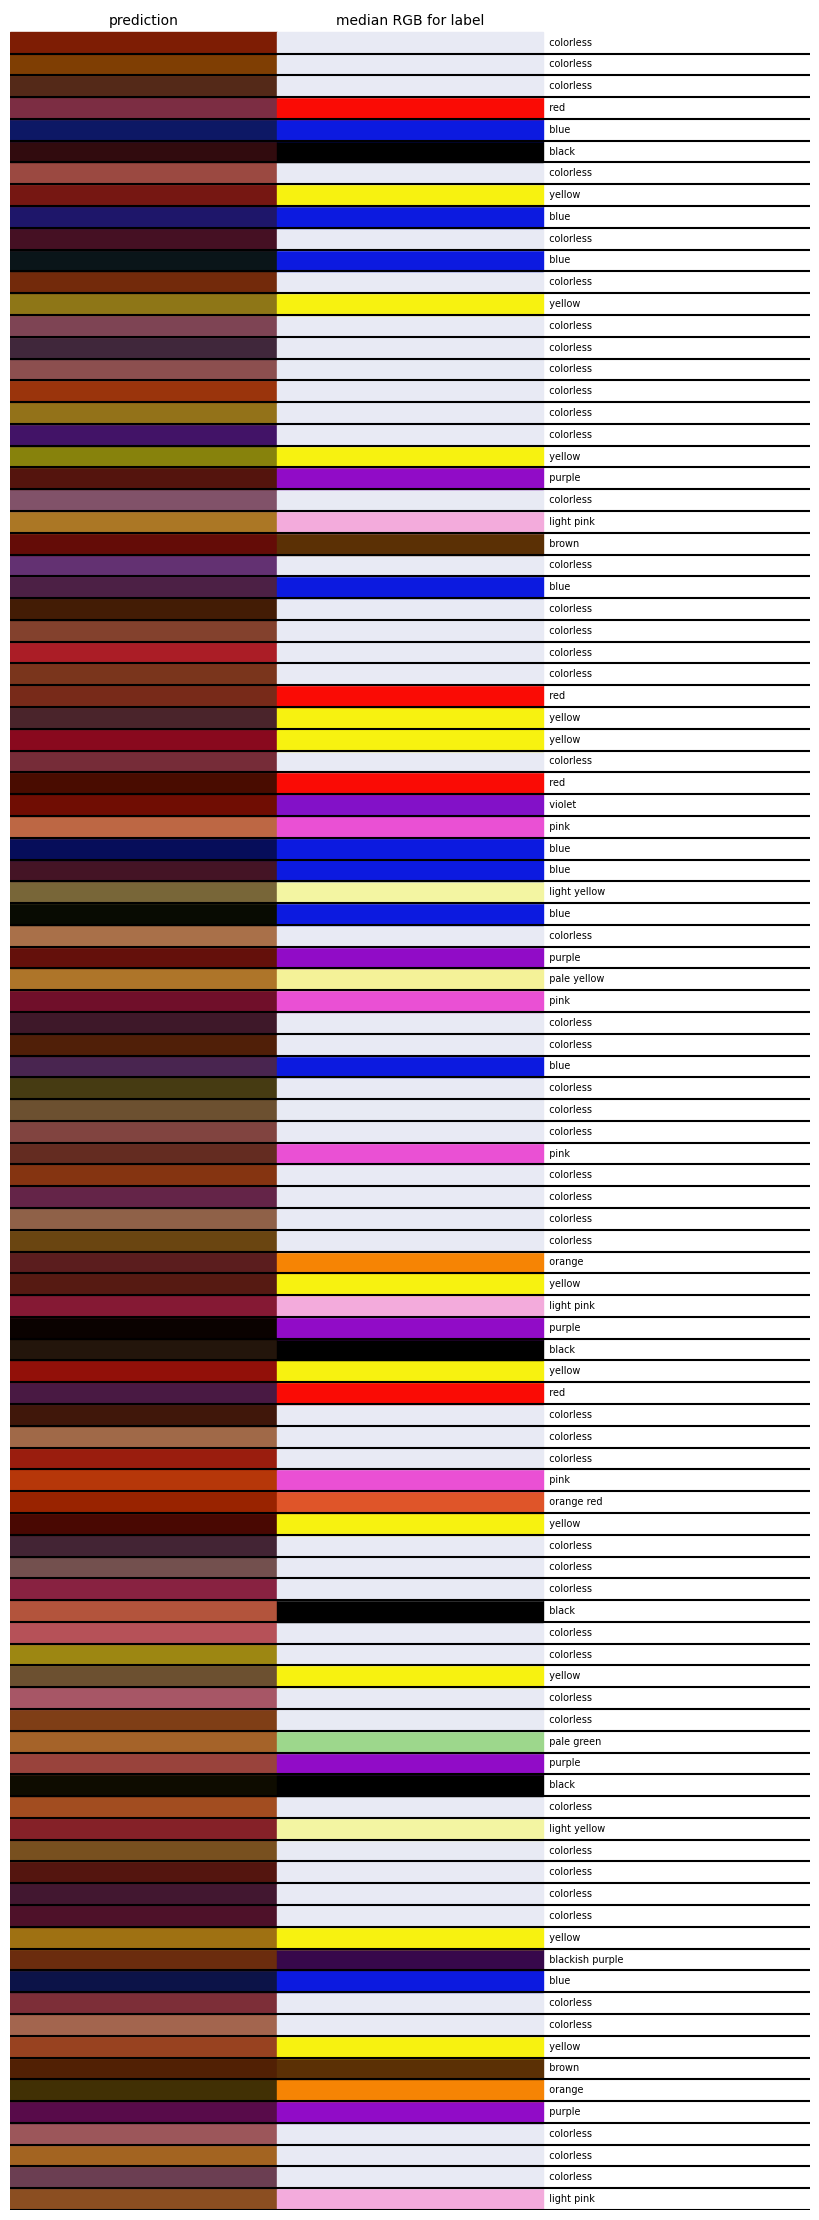 prediction median RGB for label
colorless
colorless
colorless
red
blue
black
colorless
yellow
blue
colorless
blue
colorless
yellow
colorless
colorless
colorless
colorless
colorless
colorless
yellow
purple
colorless
light pink
brown
colorless
blue
colorless
colorless
colorless
colorless
red
yellow
yellow
colorless
red
violet
pink
blue
blue
light yellow
blue
colorless
purple
pale yellow
pink
colorless
colorless
blue
colorless
colorless
colorless
pink
colorless
colorless
colorless
colorless
orange
yellow
light pink
purple
black
yellow
red
colorless
colorless
colorless
pink
orange red
yellow
colorless
colorless
colorless
black
colorless
colorless
yellow
colorless
colorless
pale green
purple
black
colorless
light yellow
colorless
colorless
colorless
colorless
yellow
blackish purple
blue
colorless
colorless
yellow
brown
orange
purple
colorless
colorless
colorless
light pink